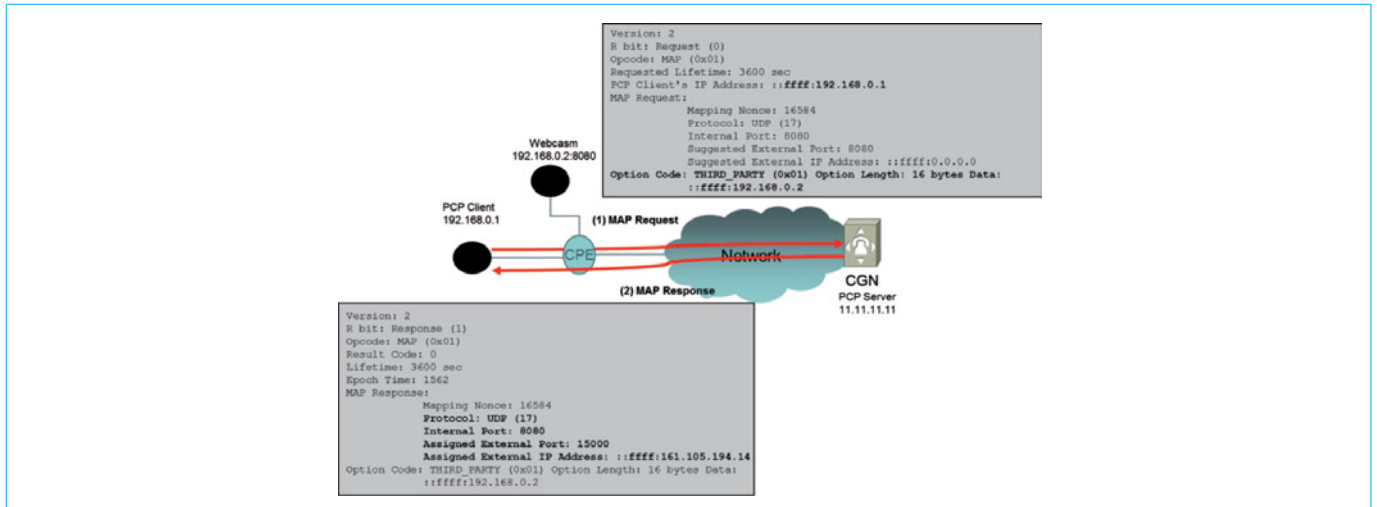 Version: 2
R bit: Request (0)
Opcode: MAP (0x01)
Requested Lifetime: 3600 sec
PCP Client's IP Address: ::ffff:192.168.0.1
MAP Request:
Mapping Nonce: 16584
Protocol: UDP (17)
Internal Port: 8080
Suggested External Port: 8080
Suggested External IP Address: ::ffff:0.0.0.0
Option Code: THIRD_PARTY (0x01) Option Length: 16 bytes Data:
::ffff:192.168.0.2
Webcasm
192.168.0.2:8080
PCP Client
192.168.0.1
(1) MAP Request
CPE
Network
(2) MAP Response
CGN
PCP Server
11.11.11.11
Version: 2
R bit: Response (1)
Opcode: MAP (0x01)
Result Code: 0
Lifetime: 3600 sec
Epoch Time: 1562
MAP Response:
Mapping Nonce: 16584
Protocol: UDP (17)
Internal Port: 8080
Assigned External Port: 15000
Assigned External IP Address: ::ffff:161.105.194.14
Option Code: THIRD_PARTY (0x01) Option Length: 16 bytes Data:
::ffff:192.168.0.2